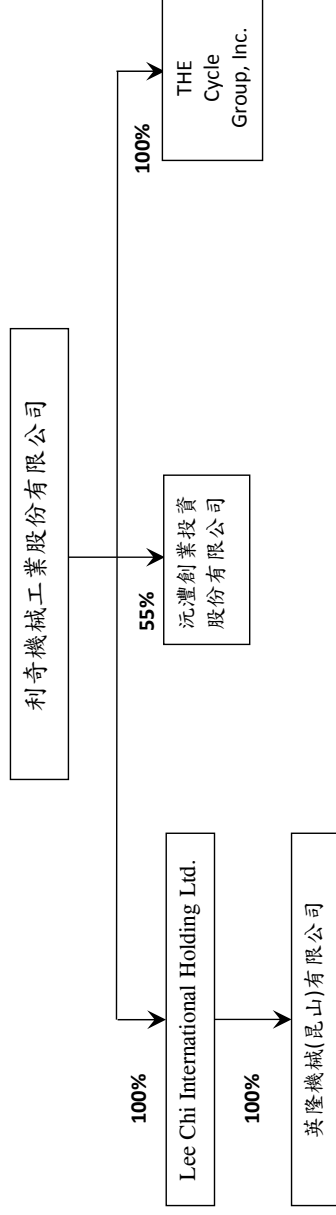 利奇機械工業股份有限公司
100%
55%
100%
Lee Chi International Holding Ltd.
沅灃創業投資
股份有限公司
THE
Cycle
Group, Inc.
100%
英隆機械(昆山)有限公司